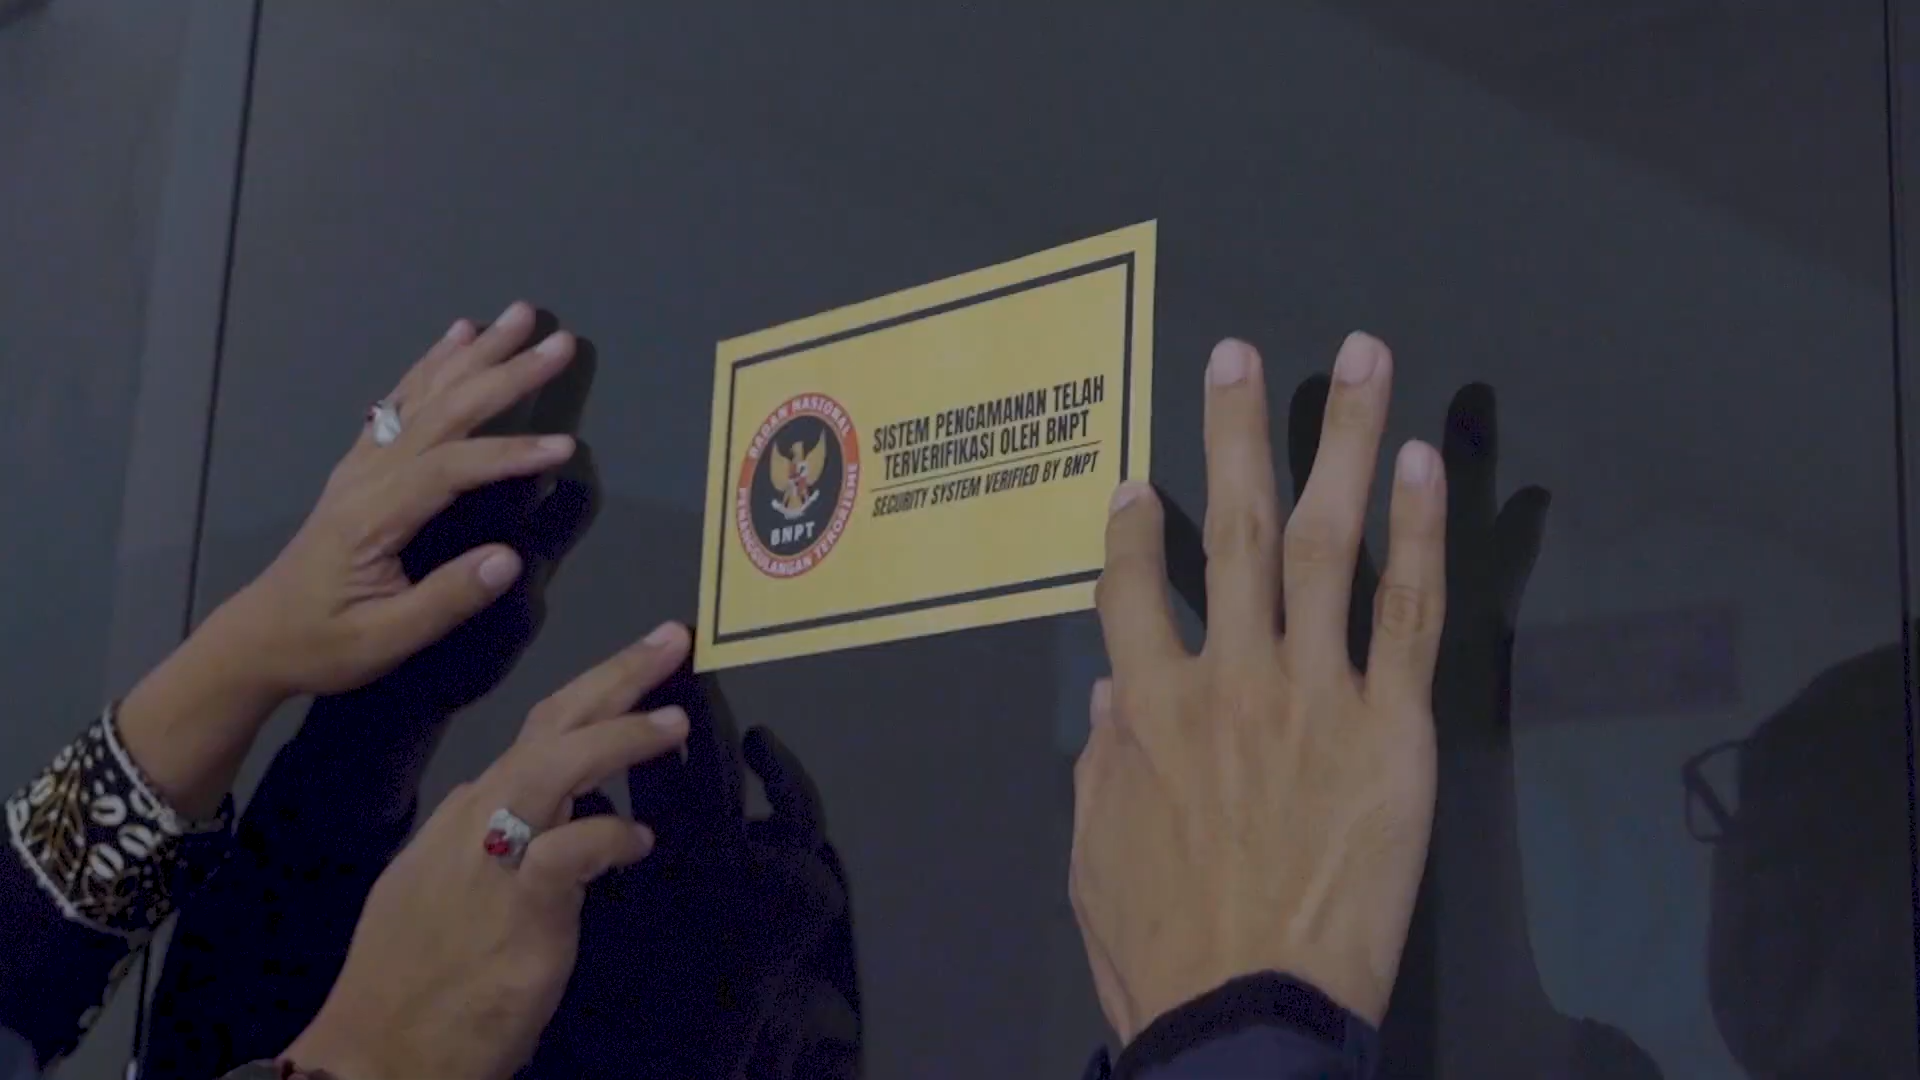 BADAN NASIONAL
PENANGGULANGAN TERORISME
BNPT
SISTEM PENGAMANAN TELAH
TERVERIFIKASI OLEH BNPT
SECURITY SYSTEM VERIFIED BY BNPT